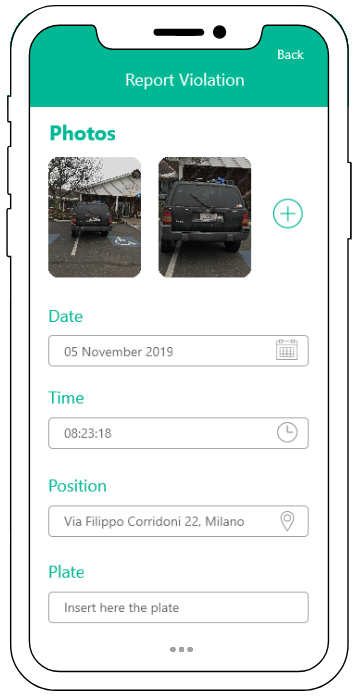 Back
Report Violation
Photos
Date
05 November 2019
Time
08:23:18
Position
Via Filippo Corridoni 22, Milano
Plate
Insert here the plate